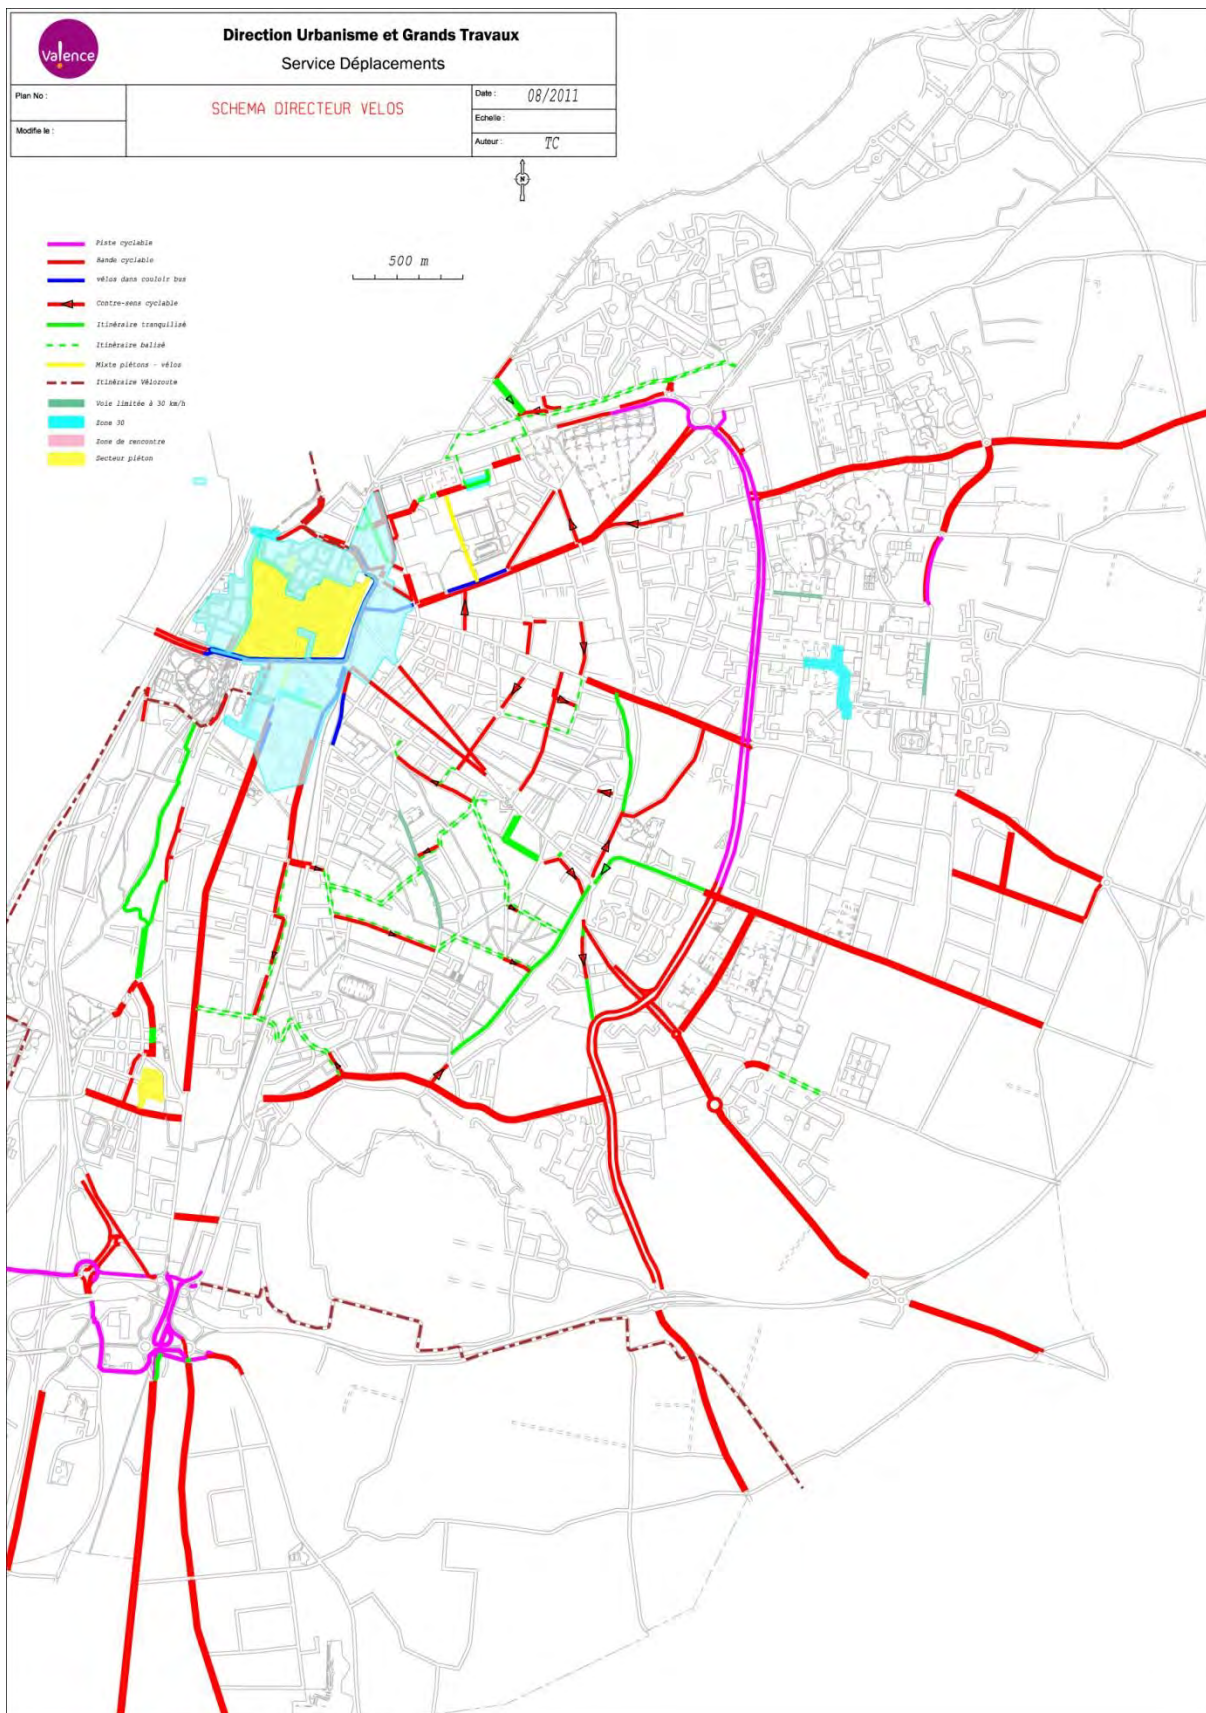 Valence
Direction Urbanisme et Grands Travaux
Service Déplacements
Plan No :
SCHEMA DIRECTEUR VELOS
Date : 08/2011
Echelle :
Modifie le :
Auteur : TC
N
500 m
Piste cyclable
Bande cyclable
vélos dans couloir bus
Contre-sens cyclable
Itinéraire tranquilisé
Itinéraire balisé
Mixte piétons - vélos
Itinéraire Véloroute
Voie limitée à 30 km/h
Zone 30
Zone de rencontre
Secteur piéton